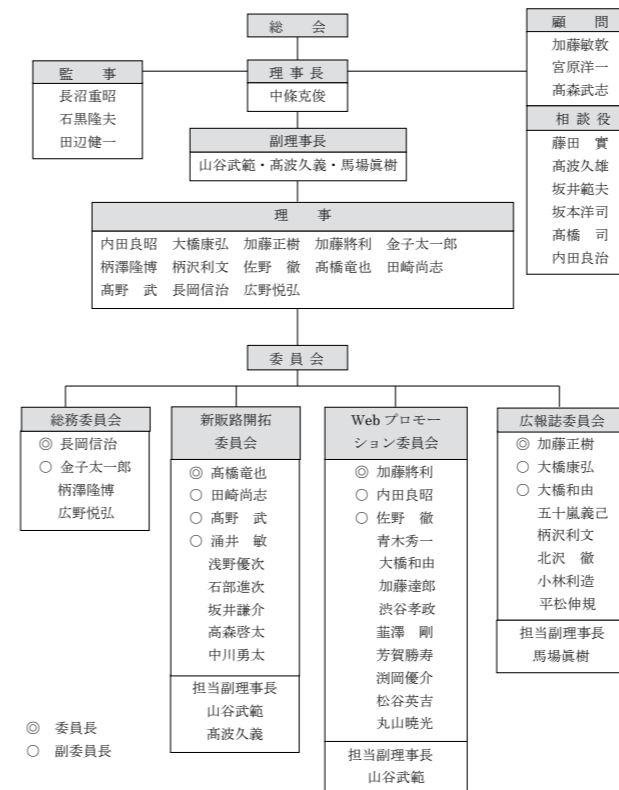 総　会
監　事
長沼重昭
石黒隆夫
田辺健一
理事長
中條克俊
顧　問
加藤敏敦
宮原洋一
髙森武志
相談役
藤田　實
髙波久雄
坂井範夫
坂本洋司
髙橋　司
内田良治
副理事長
山谷武範・髙波久義・馬場眞樹
理　事
内田良昭　大橋康弘　加藤正樹　加藤將利　金子太一郎
柄澤隆博　柄沢利文　佐野　徹　髙橋竜也　田崎尚志
髙野　武　長岡信治　広野悦弘
委員会
総務委員会
◎ 長岡信治
○ 金子太一郎
柄澤隆博
広野悦弘
新販路開拓
委員会
◎ 髙橋竜也
○ 田崎尚志
○ 髙野　武
○ 涌井　敏
浅野優次
石部進次
坂井謙介
高森啓太
中川勇太
担当副理事長
山谷武範
髙波久義
Webプロモー
ション委員会
◎ 加藤將利
○ 内田良昭
○ 佐野　徹
青木秀一
大橋和由
加藤達郎
渋谷孝政
韮澤　剛
芳賀勝寿
渕岡優介
松谷英吉
丸山暁光
担当副理事長
山谷武範
広報誌委員会
◎ 加藤正樹
○ 大橋康弘
○ 大橋和由
五十嵐義己
柄沢利文
北沢　徹
小林利造
平松伸規
担当副理事長
馬場眞樹
◎　委員長
○　副委員長